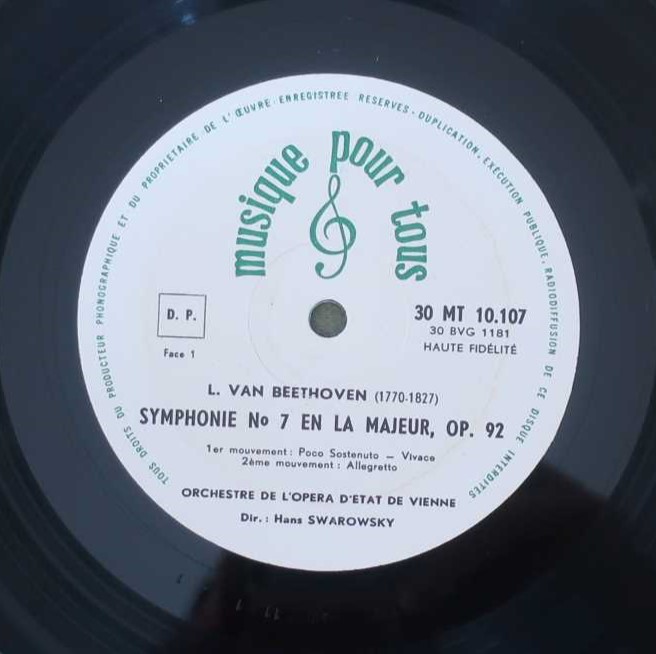 TOUS DROITS DU PRODUCTEUR PHONOGRAPHIQUE ET DU PROPRIETAIRE DE L'ŒUVRE ENREGISTREE RESERVES - DUPLICATION, EXÉCUTION PUBLIQUE, RADIODIFFUSION DE CE DISQUE INTERDITES
musique pour tous
D. P.
Face 1
30 MT 10.107
30 BVG 1181
HAUTE FIDÉLITÉ
L. VAN BEETHOVEN (1770-1827)
SYMPHONIE No 7 EN LA MAJEUR, OP. 92
1er mouvement : Poco Sostenuto – Vivace
2ème mouvement : Allegretto
ORCHESTRE DE L'OPERA D'ETAT DE VIENNE
Dir. : Hans SWAROWSKY